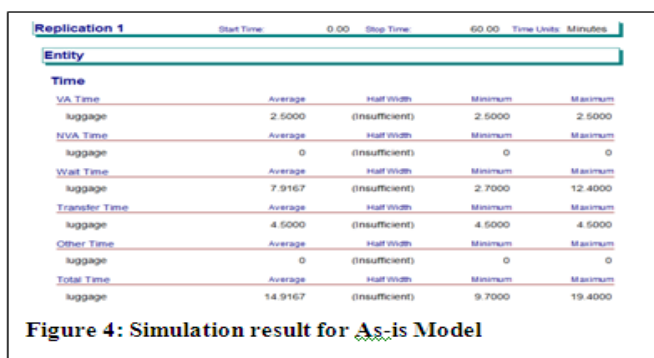 Replication 1 Start Time: 0.00 Stop Time: 60.00 Time Units: Minutes
Entity
Time
VA Time Average Half Width Minimum Maximum
luggage 2.5000 (Insufficient) 2.5000 2.5000
NVA Time Average Half Width Minimum Maximum
luggage 0 (Insufficient) 0 0
Wait Time Average Half Width Minimum Maximum
luggage 7.9167 (Insufficient) 2.7000 12.4000
Transfer Time Average Half Width Minimum Maximum
luggage 4.5000 (Insufficient) 4.5000 4.5000
Other Time Average Half Width Minimum Maximum
luggage 0 (Insufficient) 0 0
Total Time Average Half Width Minimum Maximum
luggage 14.9167 (Insufficient) 9.7000 19.4000
Figure 4: Simulation result for As-is Model